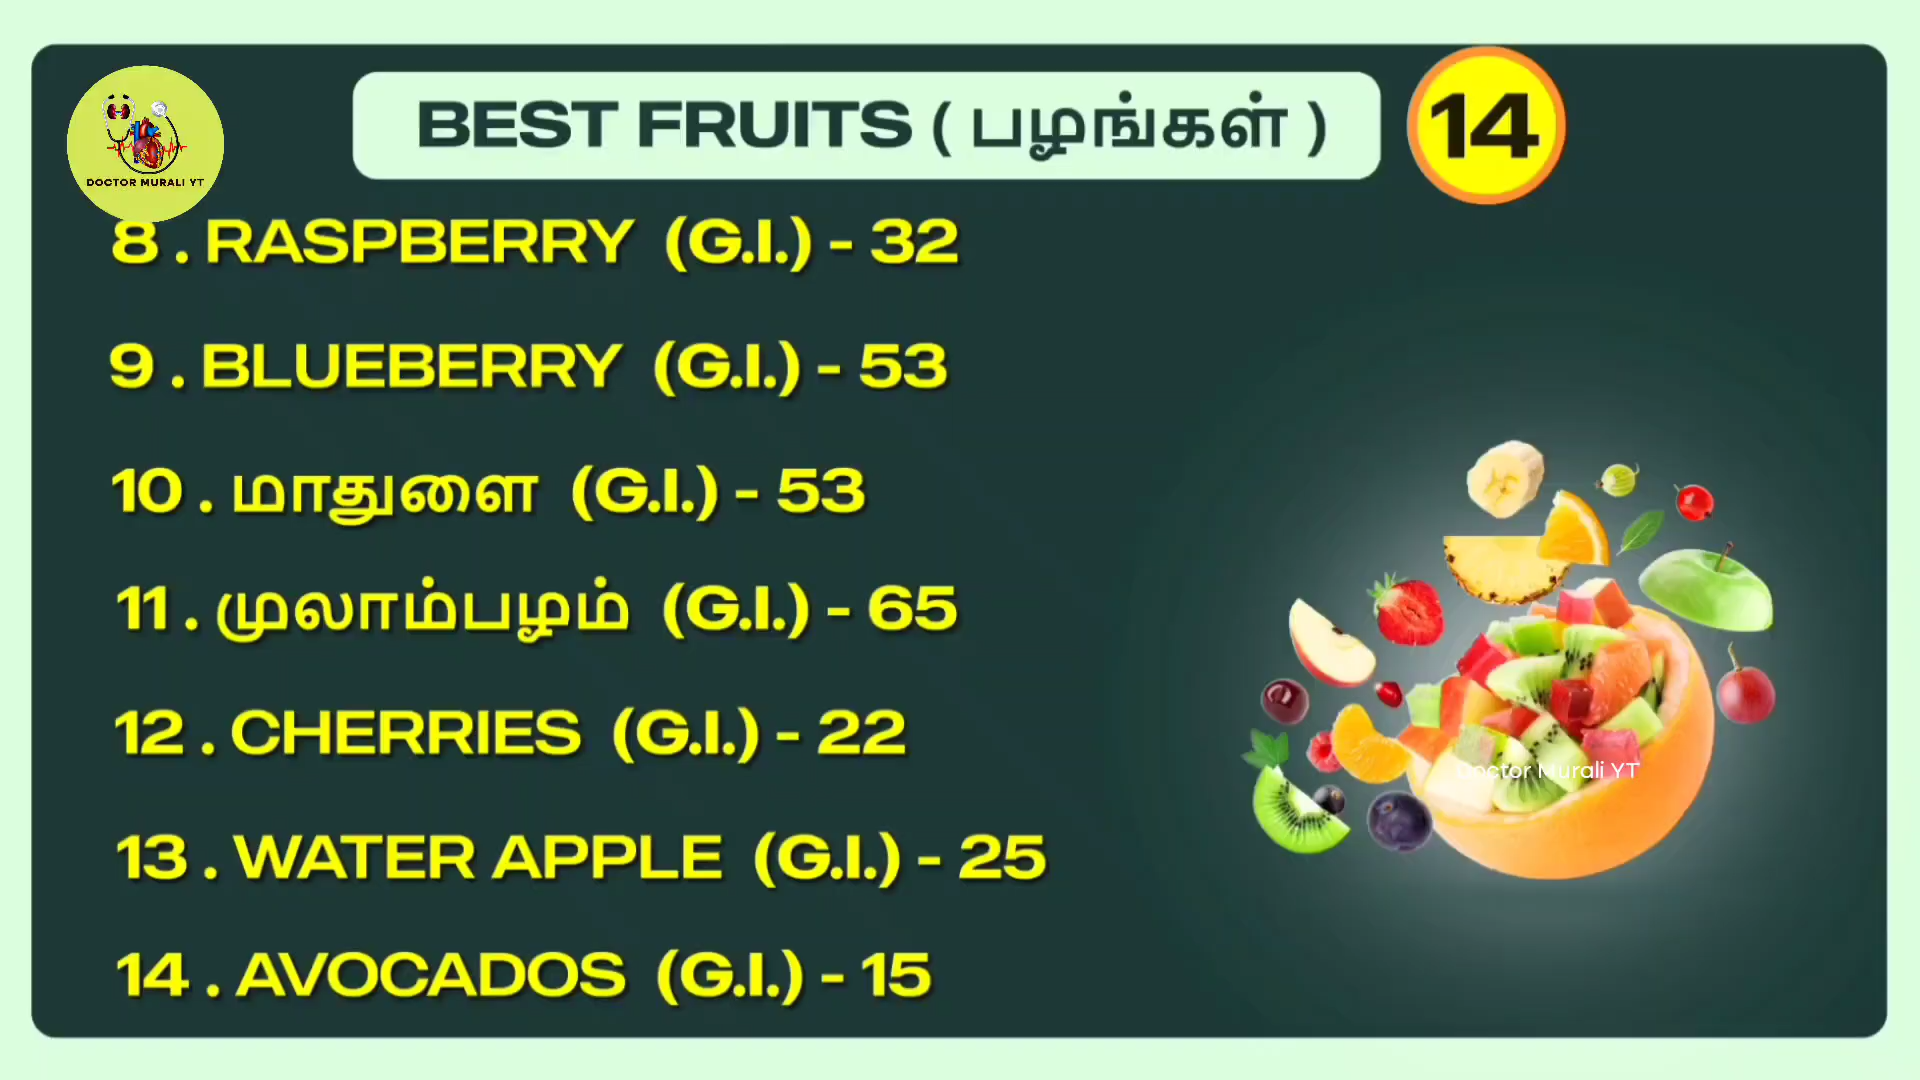 BEST FRUITS ( பழங்கள் )
14
DOCTOR MURALI YT
8 . RASPBERRY (G.I.) - 32
9 . BLUEBERRY (G.I.) - 53
10 . மாதுளை (G.I.) - 53
11 . முலாம்பழம் (G.I.) - 65
12 . CHERRIES (G.I.) - 22
Doctor Murali YT
13 . WATER APPLE (G.I.) - 25
14 . AVOCADOS (G.I.) - 15